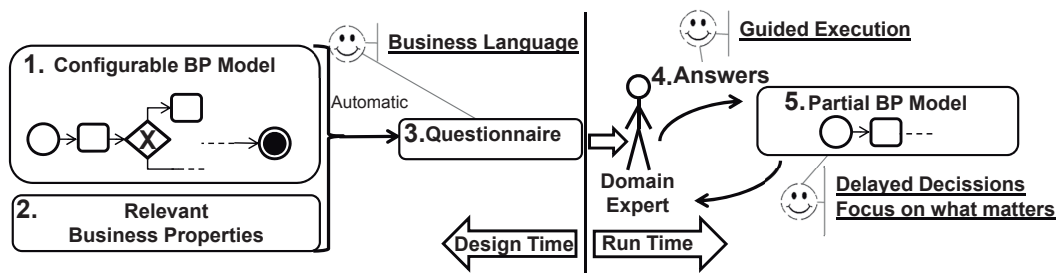 1. Configurable BP Model
X
2. Relevant
Business Properties
Automatic
Business Language
3. Questionnaire
Design Time
Run Time
Guided Execution
4. Answers
Domain
Expert
5. Partial BP Model
Delayed Decissions
Focus on what matters